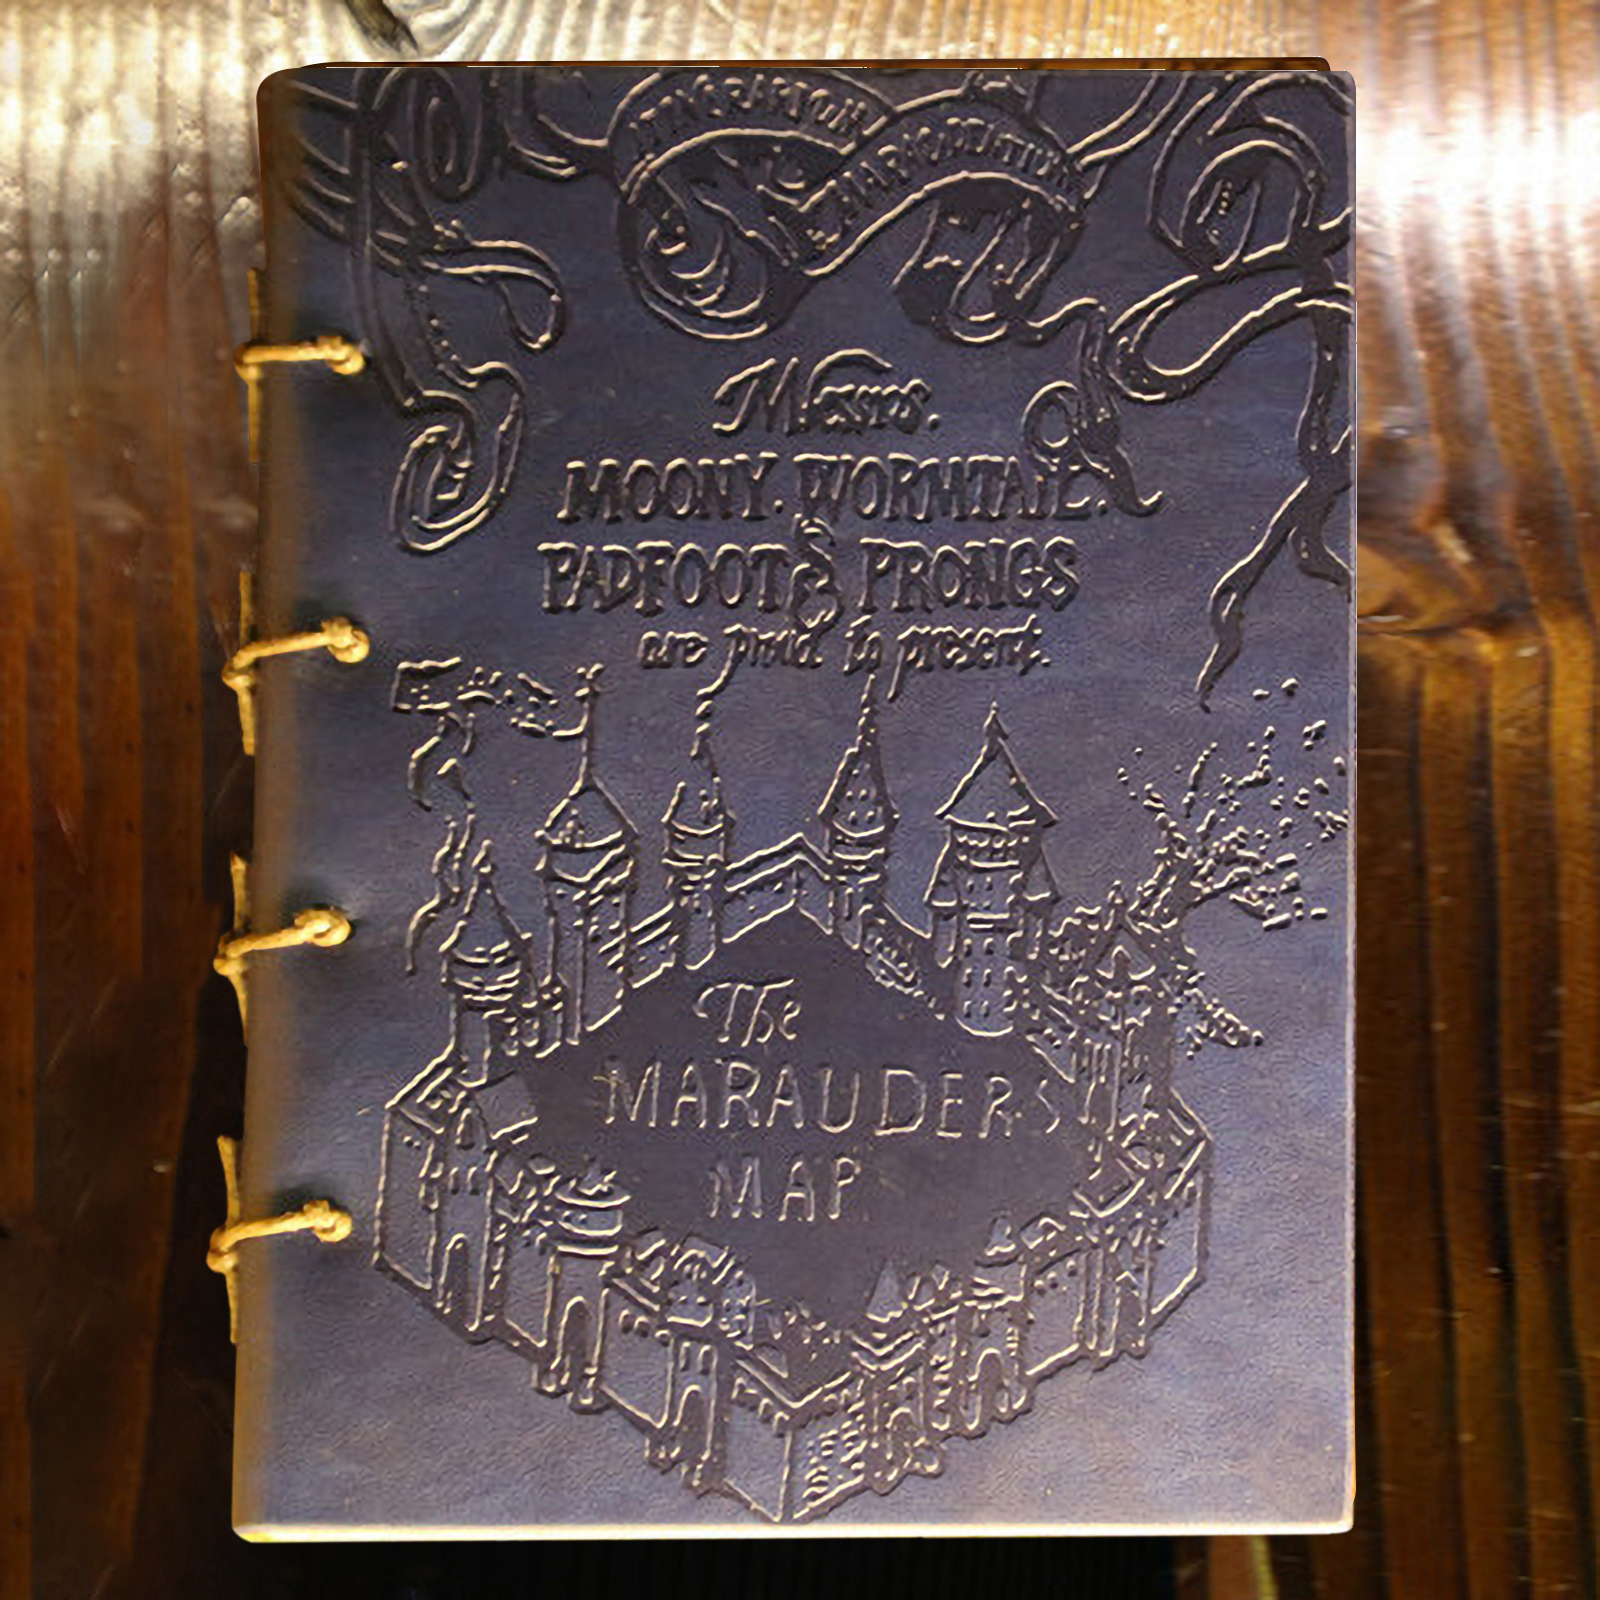 Messrs.
MOONY. WORMTAIL.
PADFOOT & PRONGS
are proud to present.
The
MARAUDERS
MAP